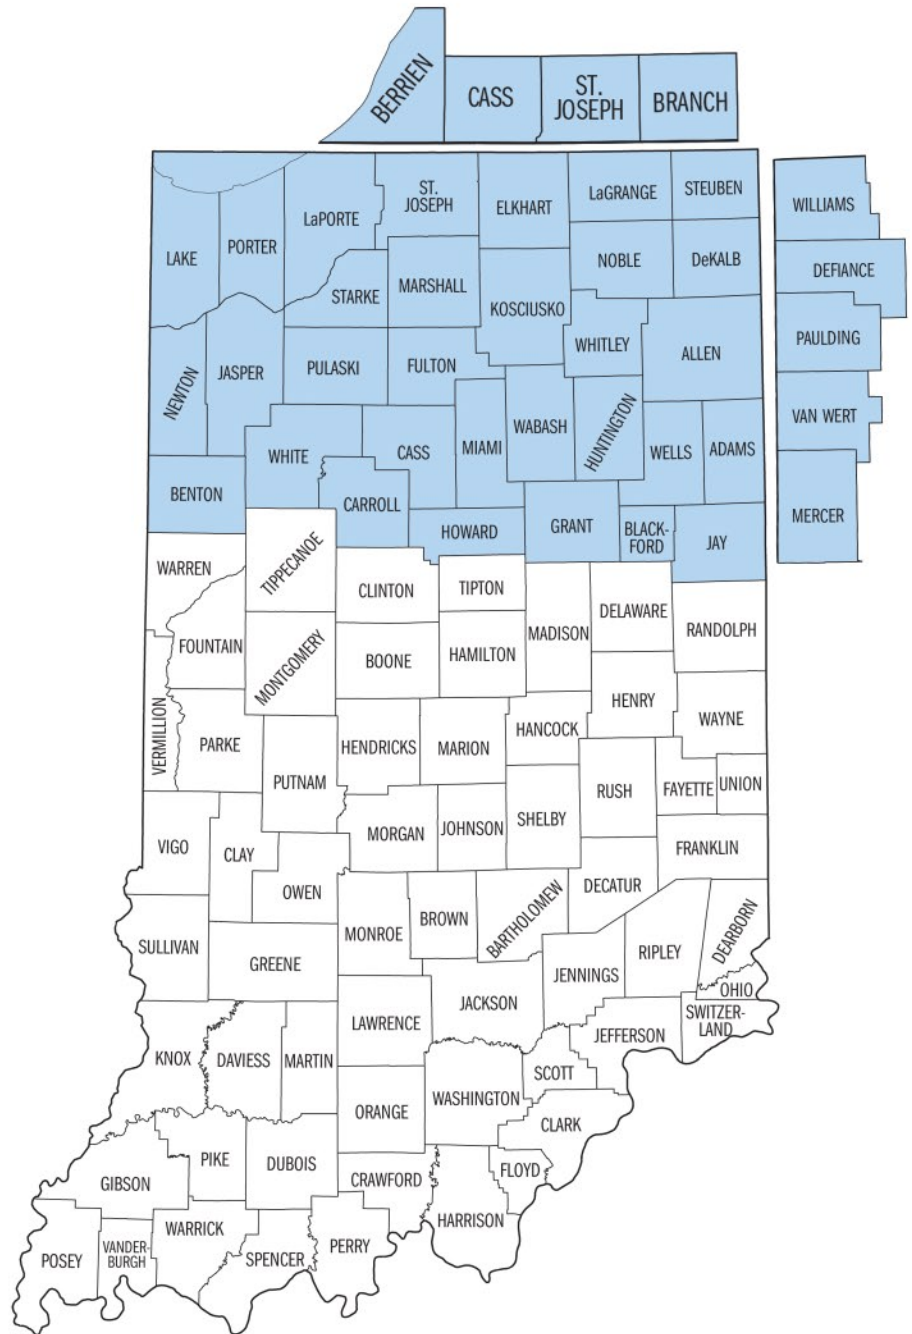 BERRIEN
CASS
ST.
JOSEPH
BRANCH
LAKE
PORTER
LaPORTE
ST.
JOSEPH
ELKHART
LaGRANGE
STEUBEN
WILLIAMS
STARKE
MARSHALL
KOSCIUSKO
NOBLE
DeKALB
DEFIANCE
NEWTON
JASPER
PULASKI
FULTON
WHITLEY
ALLEN
PAULDING
WHITE
CASS
MIAMI
WABASH
HUNTINGTON
WELLS
ADAMS
VAN WERT
BENTON
CARROLL
HOWARD
GRANT
BLACK-
FORD
JAY
MERCER
WARREN
TIPPECANOE
CLINTON
TIPTON
FOUNTAIN
MONTGOMERY
BOONE
HAMILTON
MADISON
DELAWARE
RANDOLPH
VERMILLION
PARKE
PUTNAM
HENDRICKS
MARION
HANCOCK
HENRY
WAYNE
VIGO
CLAY
OWEN
MORGAN
JOHNSON
SHELBY
RUSH
FAYETTE
UNION
FRANKLIN
SULLIVAN
GREENE
MONROE
BROWN
BARTHOLOMEW
DECATUR
JENNINGS
RIPLEY
DEARBORN
OHIO
SWITZER-
LAND
KNOX
DAVIESS
MARTIN
LAWRENCE
JACKSON
SCOTT
JEFFERSON
ORANGE
WASHINGTON
CLARK
GIBSON
PIKE
DUBOIS
CRAWFORD
FLOYD
HARRISON
POSEY
VANDER-
BURGH
WARRICK
SPENCER
PERRY